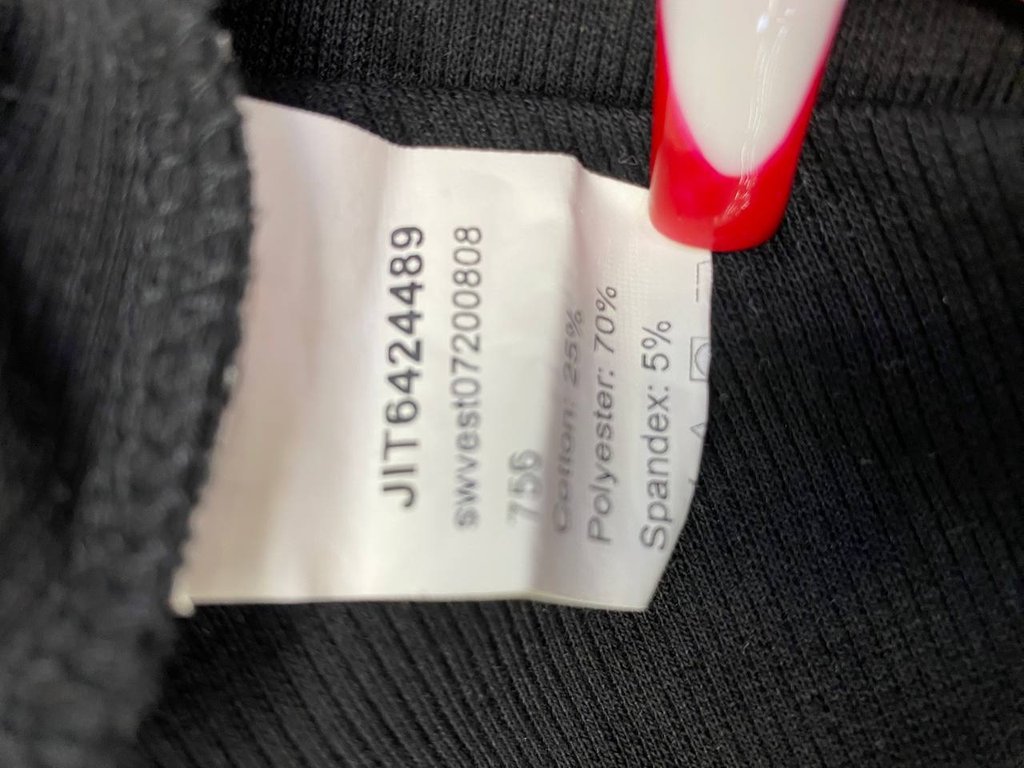 JIT6424489
swvest07200808
756
Cotton: 25%
Polyester: 70%
Spandex: 5%